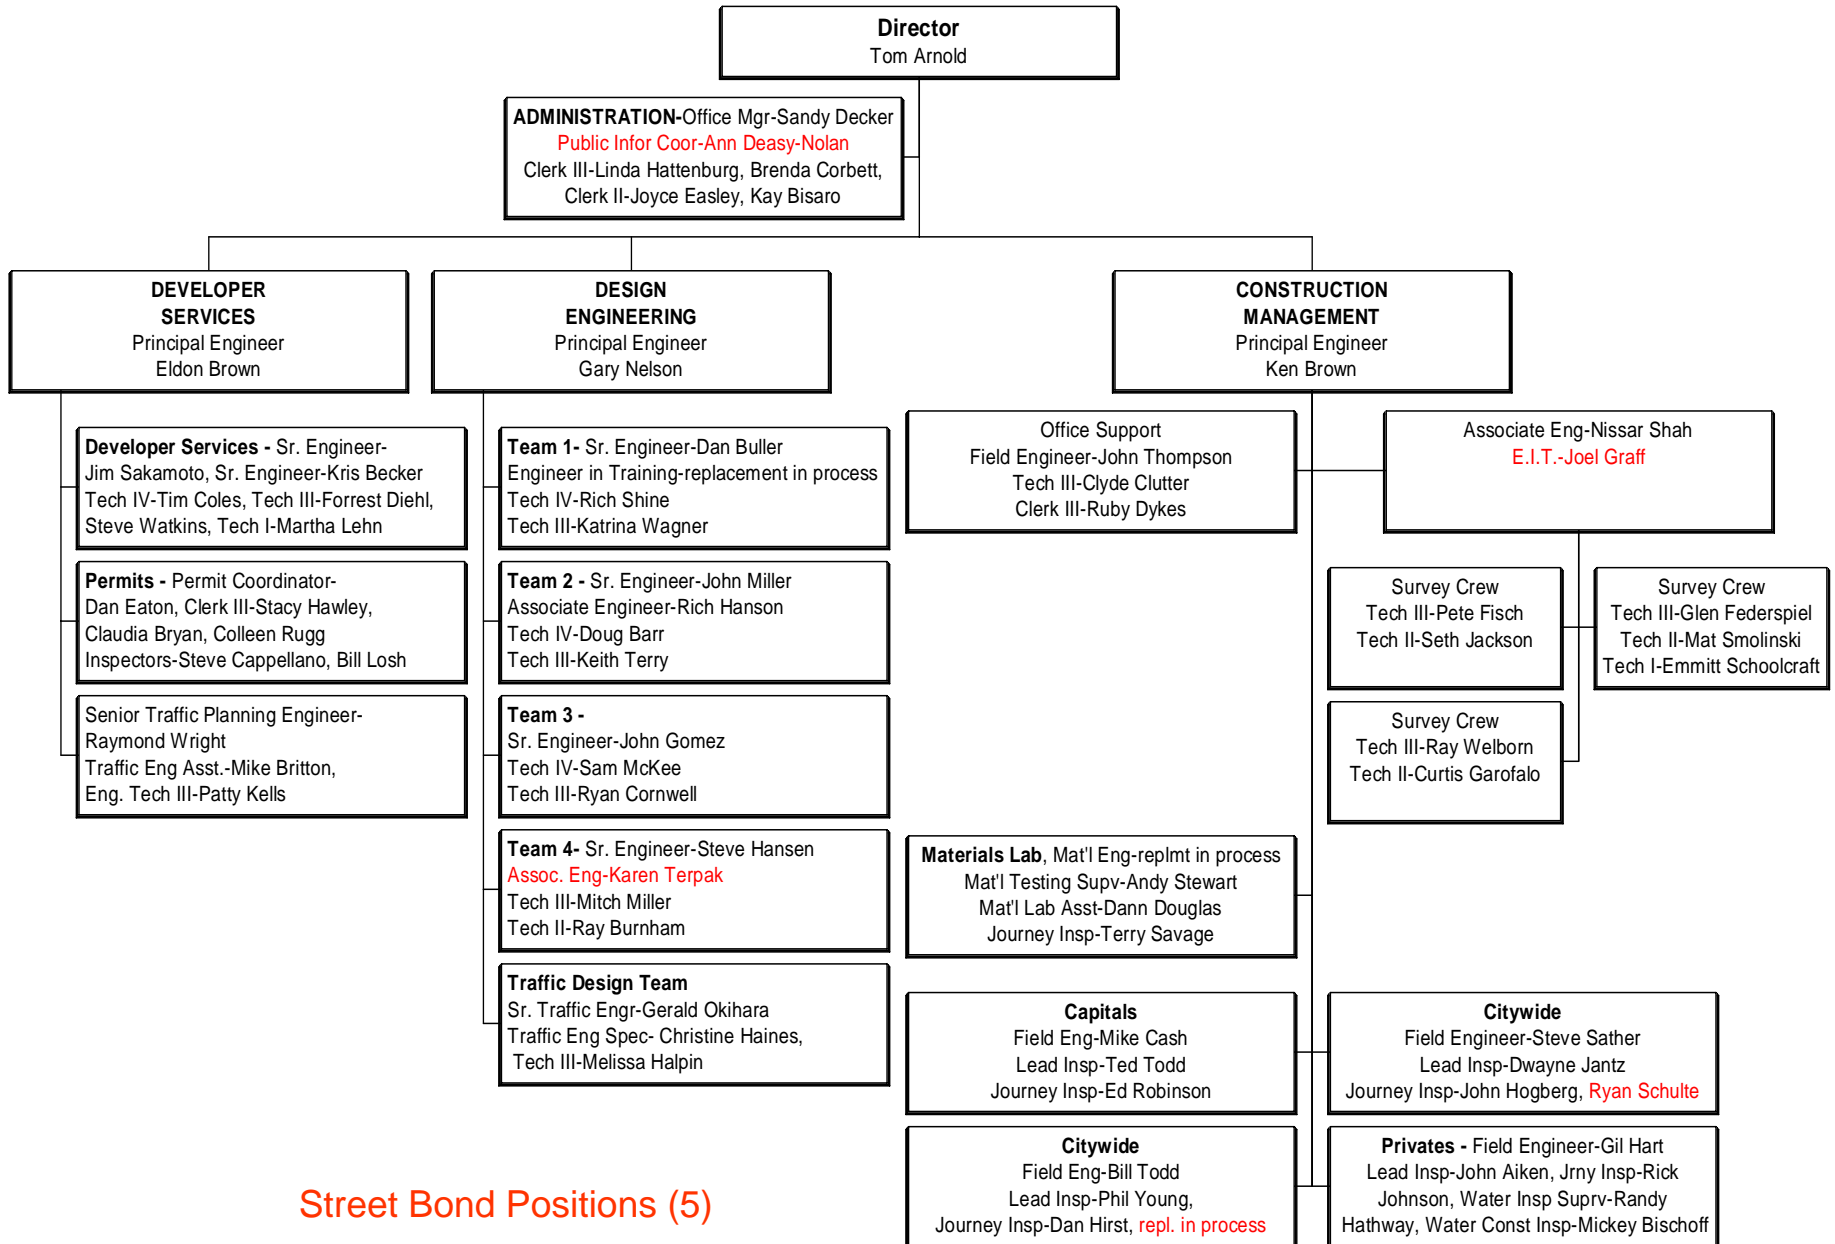 Director
Tom Arnold
ADMINISTRATION-Office Mgr-Sandy Decker
Public Infor Coor-Ann Deasy-Nolan
Clerk III-Linda Hattenburg, Brenda Corbett,
Clerk II-Joyce Easley, Kay Bisaro
DEVELOPER
SERVICES
Principal Engineer
Eldon Brown
DESIGN
ENGINEERING
Principal Engineer
Gary Nelson
CONSTRUCTION
MANAGEMENT
Principal Engineer
Ken Brown
Developer Services - Sr. Engineer-
Jim Sakamoto, Sr. Engineer-Kris Becker
Tech IV-Tim Coles, Tech III-Forrest Diehl,
Steve Watkins, Tech I-Martha Lehn
Permits - Permit Coordinator-
Dan Eaton, Clerk III-Stacy Hawley,
Claudia Bryan, Colleen Rugg
Inspectors-Steve Cappellano, Bill Losh
Senior Traffic Planning Engineer-
Raymond Wright
Traffic Eng Asst.-Mike Britton,
Eng. Tech III-Patty Kells
Team 1- Sr. Engineer-Dan Buller
Engineer in Training-replacement in process
Tech IV-Rich Shine
Tech III-Katrina Wagner
Team 2 - Sr. Engineer-John Miller
Associate Engineer-Rich Hanson
Tech IV-Doug Barr
Tech III-Keith Terry
Team 3 -
Sr. Engineer-John Gomez
Tech IV-Sam McKee
Tech III-Ryan Cornwell
Team 4- Sr. Engineer-Steve Hansen
Assoc. Eng-Karen Terpak
Tech III-Mitch Miller
Tech II-Ray Burnham
Traffic Design Team
Sr. Traffic Engr-Gerald Okihara
Traffic Eng Spec- Christine Haines,
Tech III-Melissa Halpin
Office Support
Field Engineer-John Thompson
Tech III-Clyde Clutter
Clerk III-Ruby Dykes
Associate Eng-Nissar Shah
E.I.T.-Joel Graff
Survey Crew
Tech III-Pete Fisch
Tech II-Seth Jackson
Survey Crew
Tech III-Glen Federspiel
Tech II-Mat Smolinski
Tech I-Emmitt Schoolcraft
Survey Crew
Tech III-Ray Welborn
Tech II-Curtis Garofalo
Materials Lab, Mat'l Eng-replmt in process
Mat'l Testing Supv-Andy Stewart
Mat'l Lab Asst-Dann Douglas
Journey Insp-Terry Savage
Capitals
Field Eng-Mike Cash
Lead Insp-Ted Todd
Journey Insp-Ed Robinson
Citywide
Field Engineer-Steve Sather
Lead Insp-Dwayne Jantz
Journey Insp-John Hogberg, Ryan Schulte
Citywide
Field Eng-Bill Todd
Lead Insp-Phil Young,
Journey Insp-Dan Hirst, repl. in process
Privates - Field Engineer-Gil Hart
Lead Insp-John Aiken, Jrny Insp-Rick
Johnson, Water Insp Suprv-Randy
Hathway, Water Const Insp-Mickey Bischoff
Street Bond Positions (5)